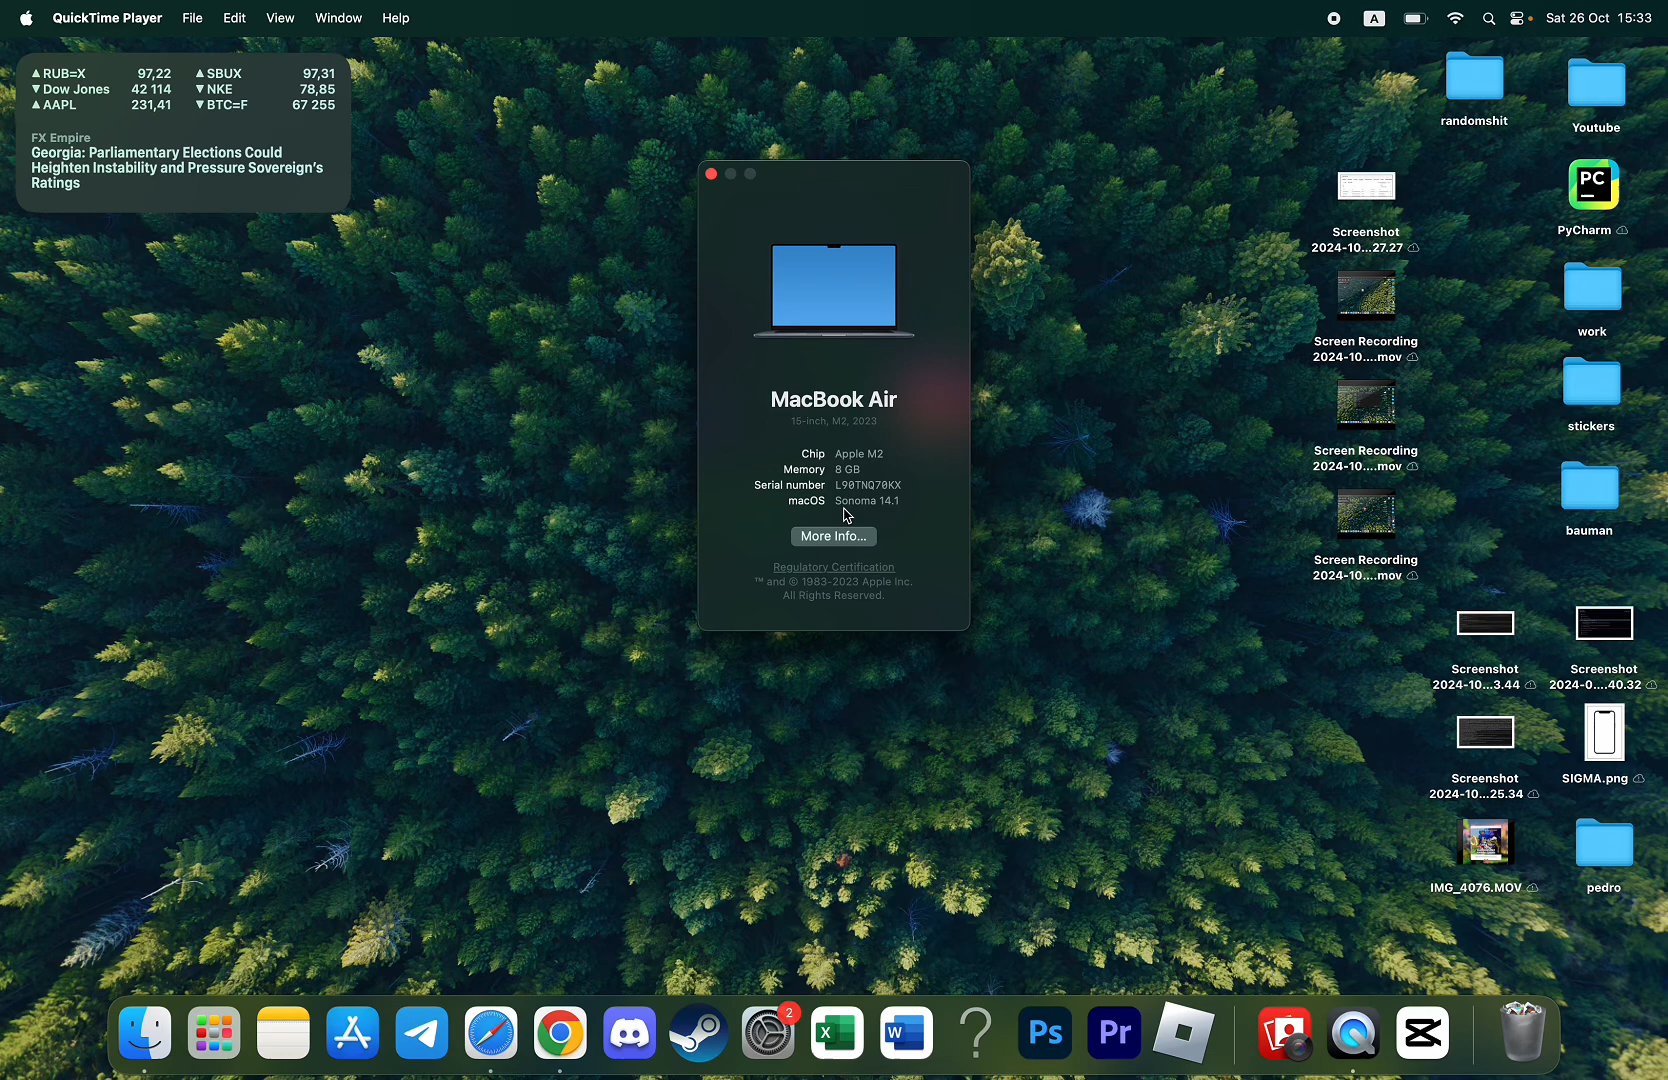 QuickTime Player File Edit View Window Help
A
Sat 26 Oct 15:33
▲ RUB=X 97,22 ▲ SBUX 97,31
▼ Dow Jones 42 114 ▼ NKE 78,85
▲ AAPL 231,41 ▼ BTC=F 67 255
FX Empire
Georgia: Parliamentary Elections Could
Heighten Instability and Pressure Sovereign's
Ratings
MacBook Air
15-inch, M2, 2023
Chip Apple M2
Memory 8 GB
Serial number L90TNQ70KX
macOS Sonoma 14.1
More Info...
Regulatory Certification
™ and © 1983-2023 Apple Inc.
All Rights Reserved.
randomshit
Youtube
Screenshot
2024-10...27.27
PC
PyCharm
Screen Recording
2024-10....mov
work
Screen Recording
2024-10....mov
stickers
Screen Recording
2024-10....mov
bauman
Screenshot
2024-10...3.44
Screenshot
2024-0....40.32
Screenshot
2024-10...25.34
SIGMA.png
IMG_4076.MOV
pedro
2
X
W
?
Ps
Pr